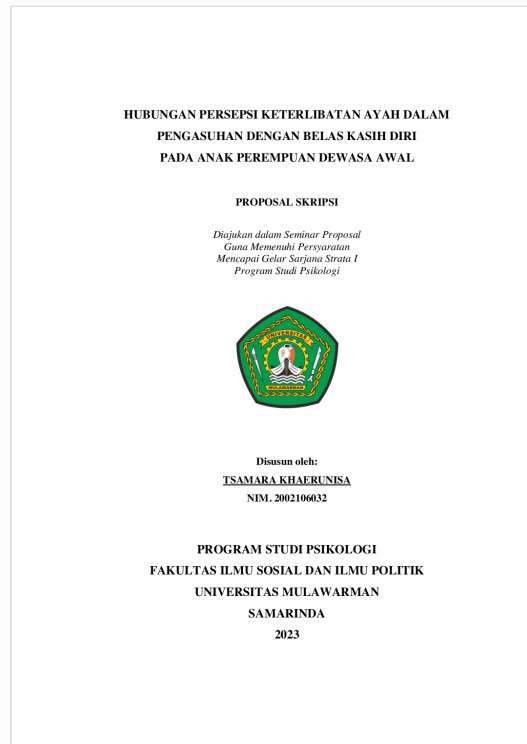 HUBUNGAN PERSEPSI KETERLIBATAN AYAH DALAM
PENGASUHAN DENGAN BELAS KASIH DIRI
PADA ANAK PEREMPUAN DEWASA AWAL
PROPOSAL SKRIPSI
Diajukan dalam Seminar Proposal
Guna Memenuhi Persyaratan
Mencapai Gelar Sarjana Strata I
Program Studi Psikologi
UNIVERSITAS
MULAWARMAN
Disusun oleh:
TSAMARA KHAERUNISA
NIM. 2002106032
PROGRAM STUDI PSIKOLOGI
FAKULTAS ILMU SOSIAL DAN ILMU POLITIK
UNIVERSITAS MULAWARMAN
SAMARINDA
2023